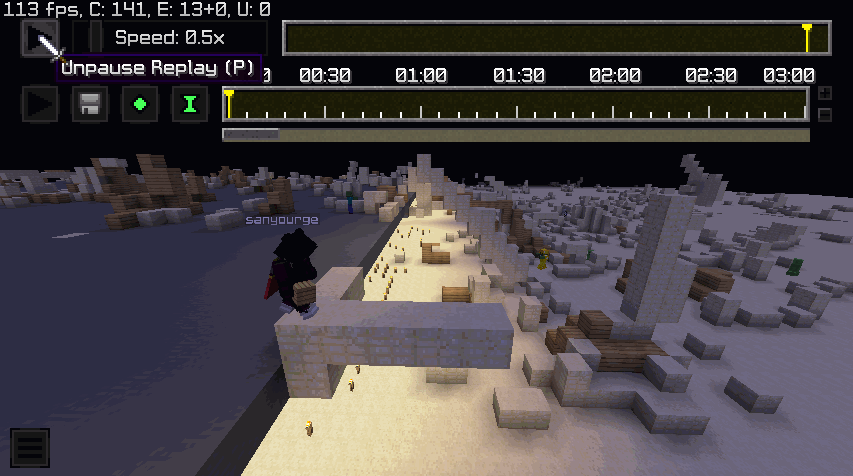 113 fps, C: 141, E: 13+0, U: 0
Speed: 0.5x
Unpause Replay (P)
0 00:30 01:00 01:30 02:00 02:30 03:00
sanyourge